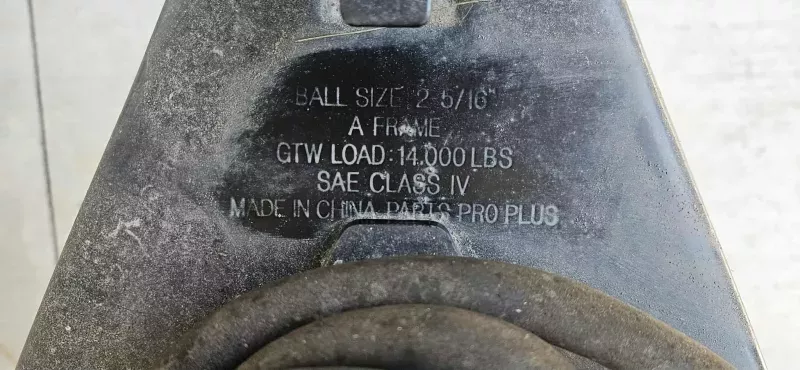 BALL SIZE 2 5/16"
A FRAME
GTW LOAD:14,000 LBS
SAE CLASS IV
MADE IN CHINA PARTS PRO PLUS